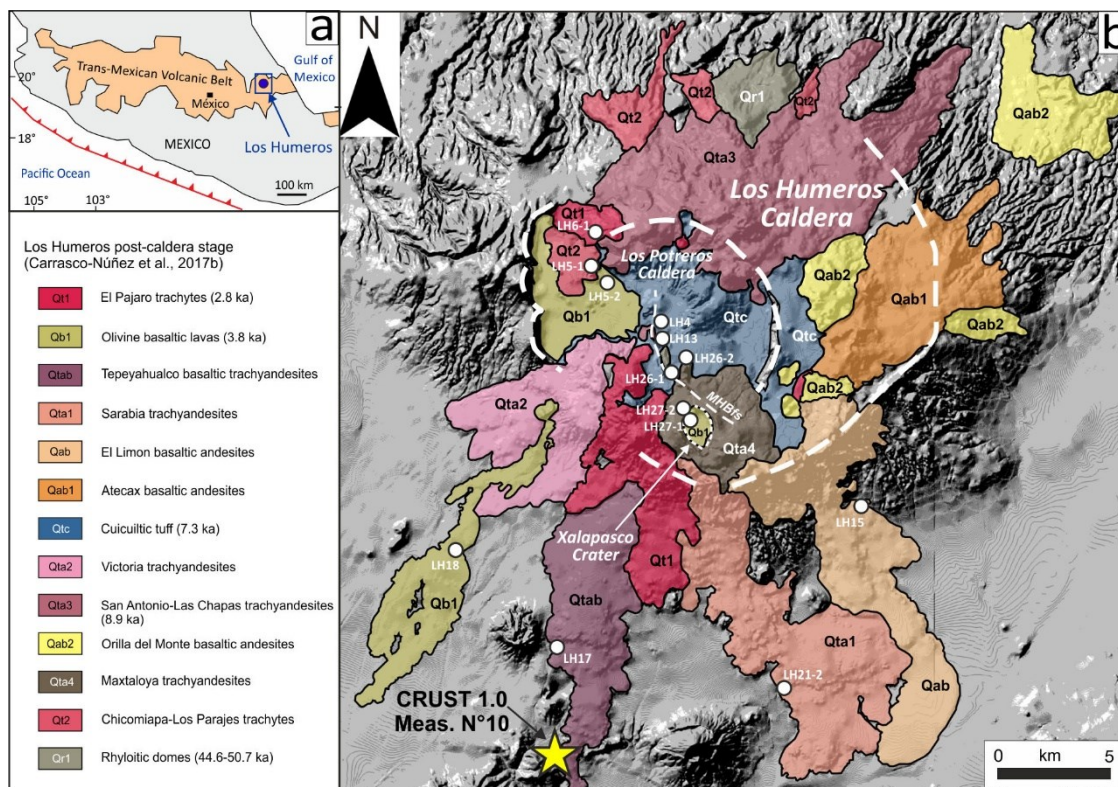 a
20°
18°
105°
103°
Trans-Mexican Volcanic Belt
México
MEXICO
Gulf of
Mexico
Los Humeros
Pacific Ocean
100 km
Los Humeros post-caldera stage
(Carrasco-Núñez et al., 2017b)
Qt1 El Pajaro trachytes (2.8 ka)
Qb1 Olivine basaltic lavas (3.8 ka)
Qtab Tepeyahualco basaltic trachyandesites
Qta1 Sarabia trachyandesites
Qab El Limon basaltic andesites
Qab1 Atecax basaltic andesites
Qtc Cuicuiltic tuff (7.3 ka)
Qta2 Victoria trachyandesites
Qta3 San Antonio-Las Chapas trachyandesites
(8.9 ka)
Qab2 Orilla del Monte basaltic andesites
Qta4 Maxtaloya trachyandesites
Qt2 Chicomiapa-Los Parajes trachytes
Qr1 Rhyloitic domes (44.6-50.7 ka)
b
N
Qt2
Qt2
Qr1
Qt2
Qab2
Qta3
Los Humeros
Caldera
Qt1
LH6-1
Qt2
LH5-1
LH5-2
Los Potreros
Caldera
Qb1
LH4
LH13
Qtc
Qtc
Qab2
Qab1
Qab2
LH26-2
LH26-1
MHBfs
Qab2
Qta2
LH27-2
LH27-1
Qb1
Qta4
Xalapasco
Crater
LH15
LH18
Qb1
Qt1
Qtab
LH17
Qta1
LH21-2
Qab
CRUST 1.0
Meas. N°10
0 km 5